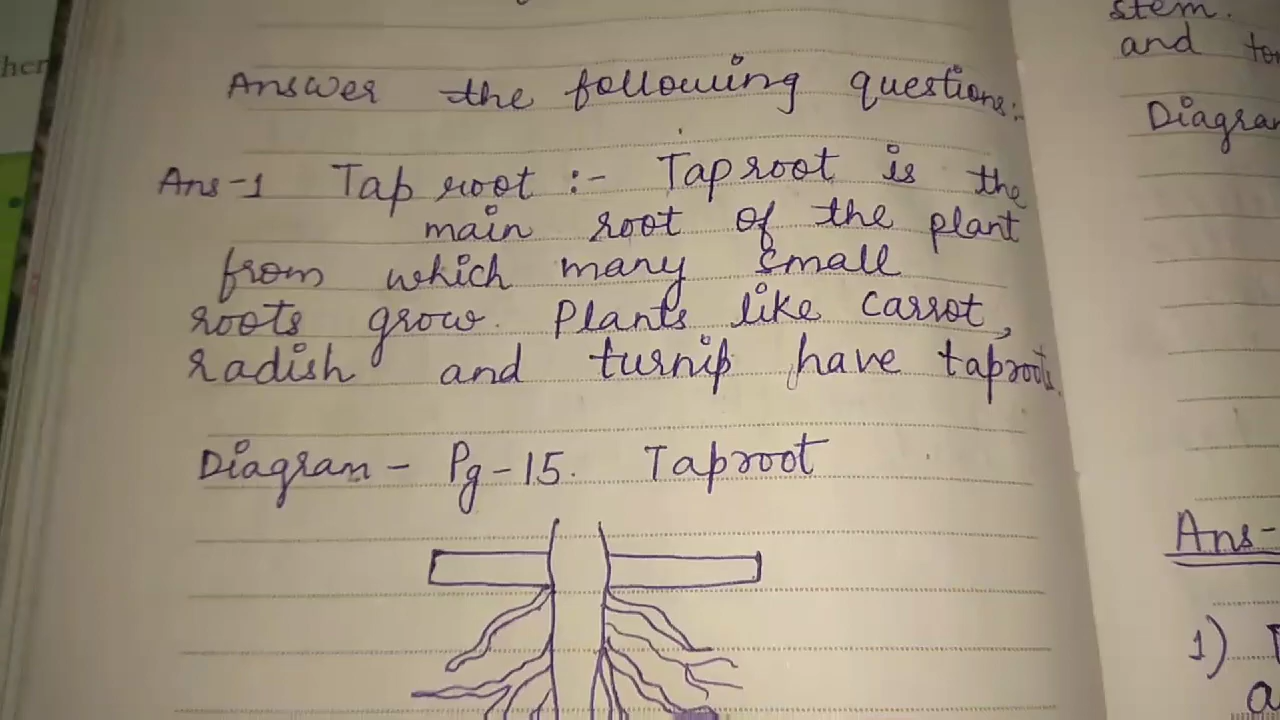 Answer the following questions:
Ans-1 Tap root :- Taproot is the
main root of the plant
from which many small
roots grow. Plants like carrot,
radish and turnip have taproots.
Diagram - Pg-15. Taproot
stem.
and
Ans-
1)